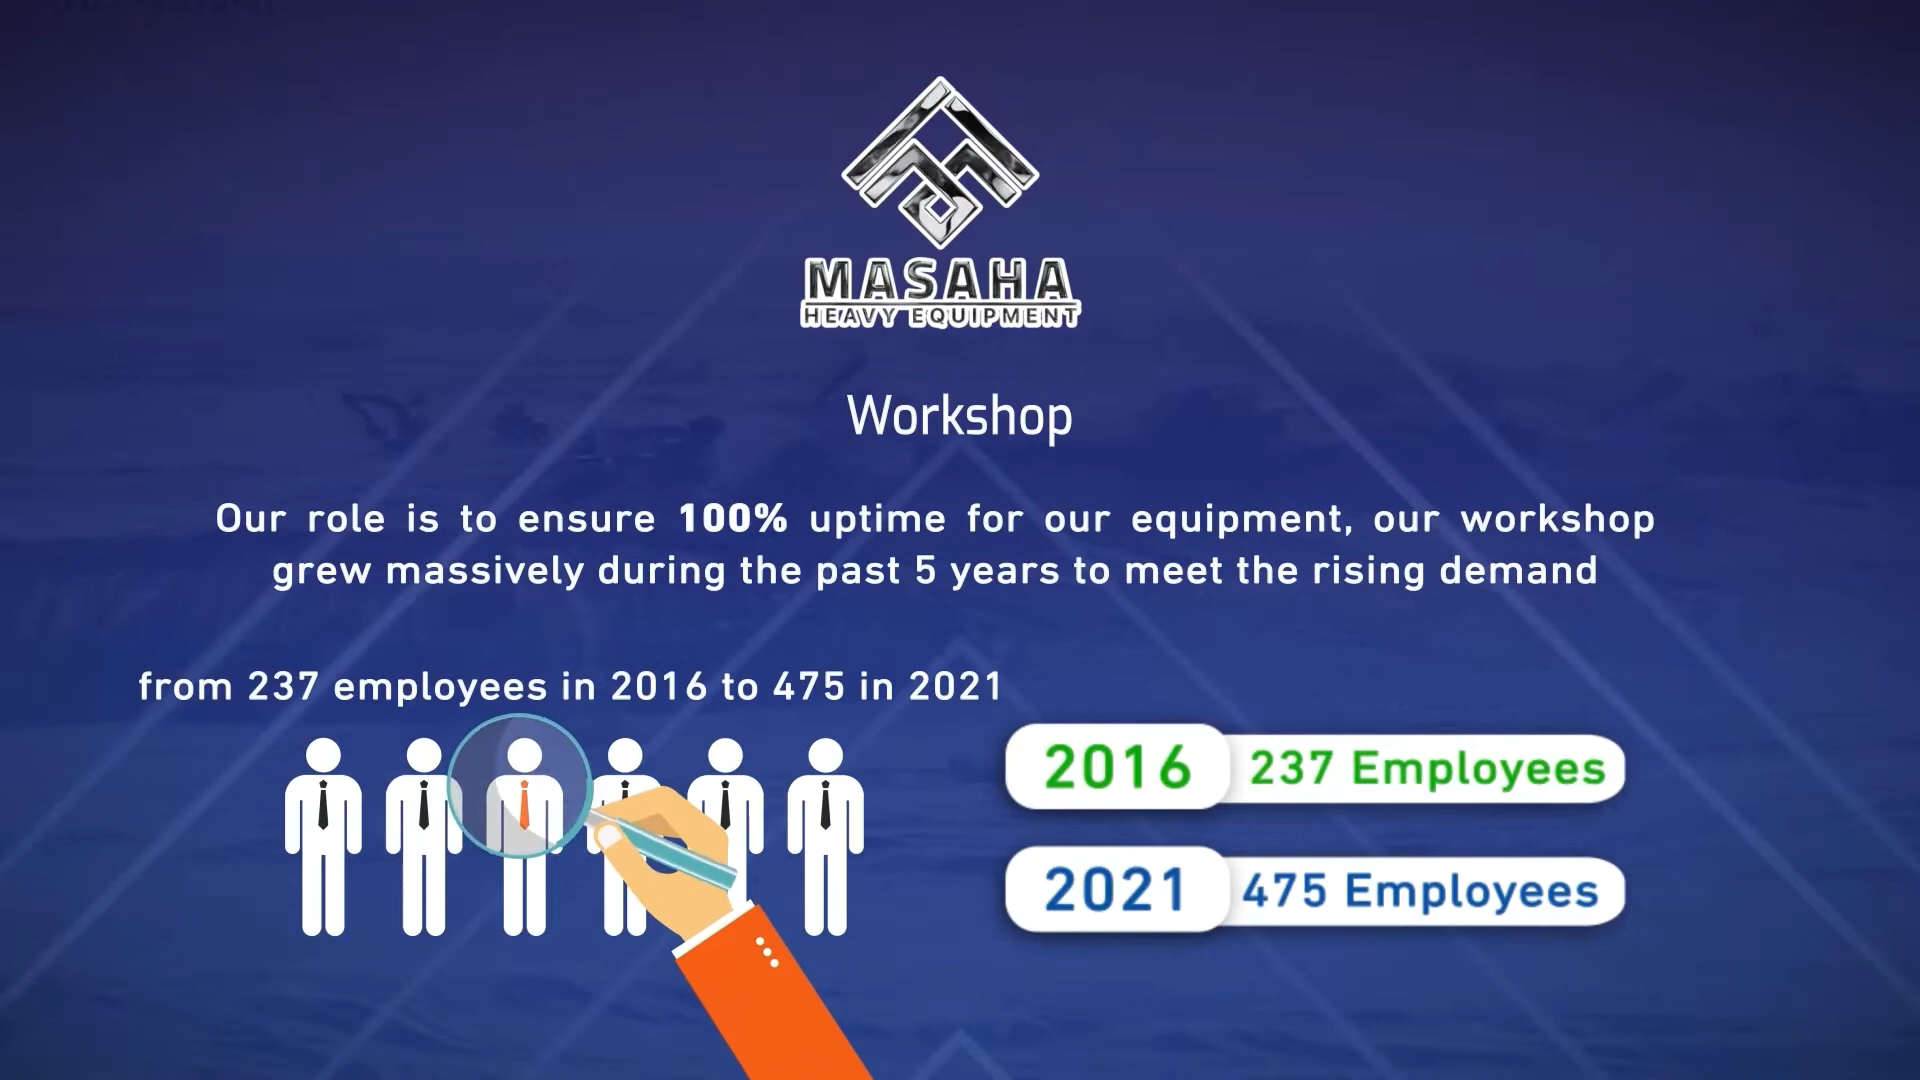 MASAHA
HEAVY EQUIPMENT
Workshop
Our role is to ensure 100% uptime for our equipment, our workshop
grew massively during the past 5 years to meet the rising demand
from 237 employees in 2016 to 475 in 2021
2016 237 Employees
2021 475 Employees